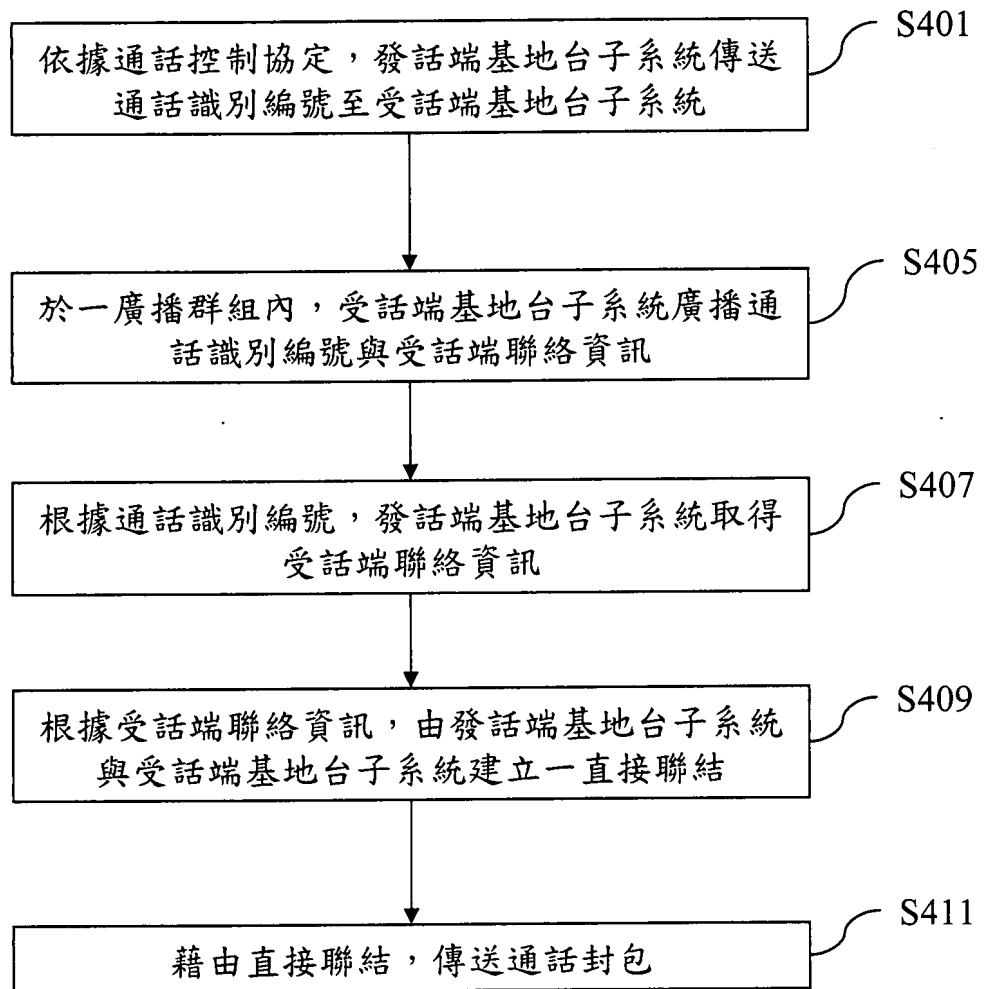 S401
依據通話控制協定，發話端基地台子系統傳送
通話識別編號至受話端基地台子系統
S405
於一廣播群組內，受話端基地台子系統廣播通
話識別編號與受話端聯絡資訊
S407
根據通話識別編號，發話端基地台子系統取得
受話端聯絡資訊
S409
根據受話端聯絡資訊，由發話端基地台子系統
與受話端基地台子系統建立一直接聯結
S411
藉由直接聯結，傳送通話封包